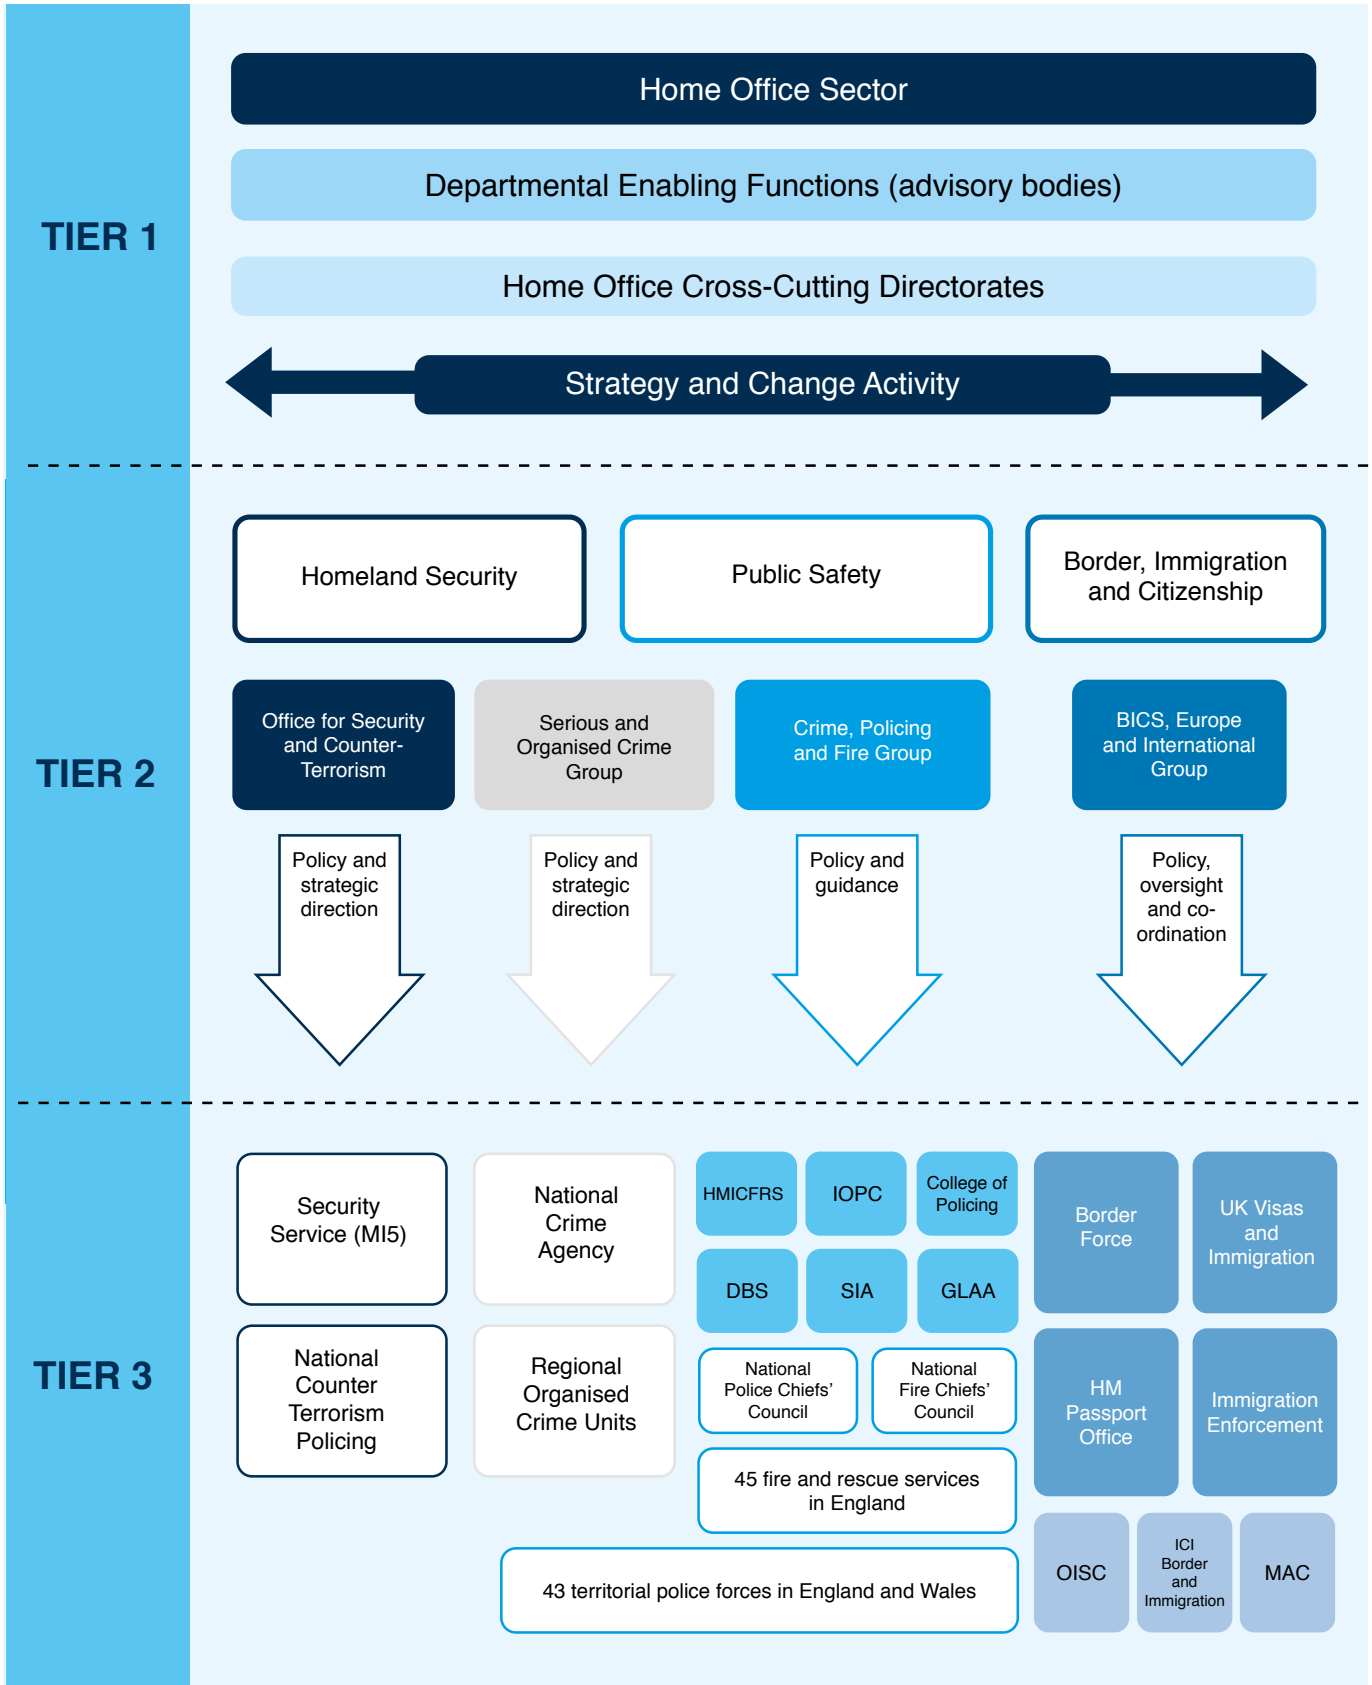 TIER 1
Home Office Sector
Departmental Enabling Functions (advisory bodies)
Home Office Cross-Cutting Directorates
Strategy and Change Activity
TIER 2
Homeland Security
Public Safety
Border, Immigration
and Citizenship
Office for Security
and Counter-
Terrorism
Serious and
Organised Crime
Group
Crime, Policing
and Fire Group
BICS, Europe
and International
Group
Policy and
strategic
direction
Policy and
strategic
direction
Policy and
guidance
Policy,
oversight
and co-
ordination
TIER 3
Security
Service (MI5)
National
Counter
Terrorism
Policing
National
Crime
Agency
Regional
Organised
Crime Units
HMICFRS
IOPC
College of
Policing
DBS
SIA
GLAA
National
Police Chiefs'
Council
National
Fire Chiefs'
Council
45 fire and rescue services
in England
43 territorial police forces in England and Wales
Border
Force
UK Visas
and
Immigration
HM
Passport
Office
Immigration
Enforcement
OISC
ICI
Border
and
Immigration
MAC